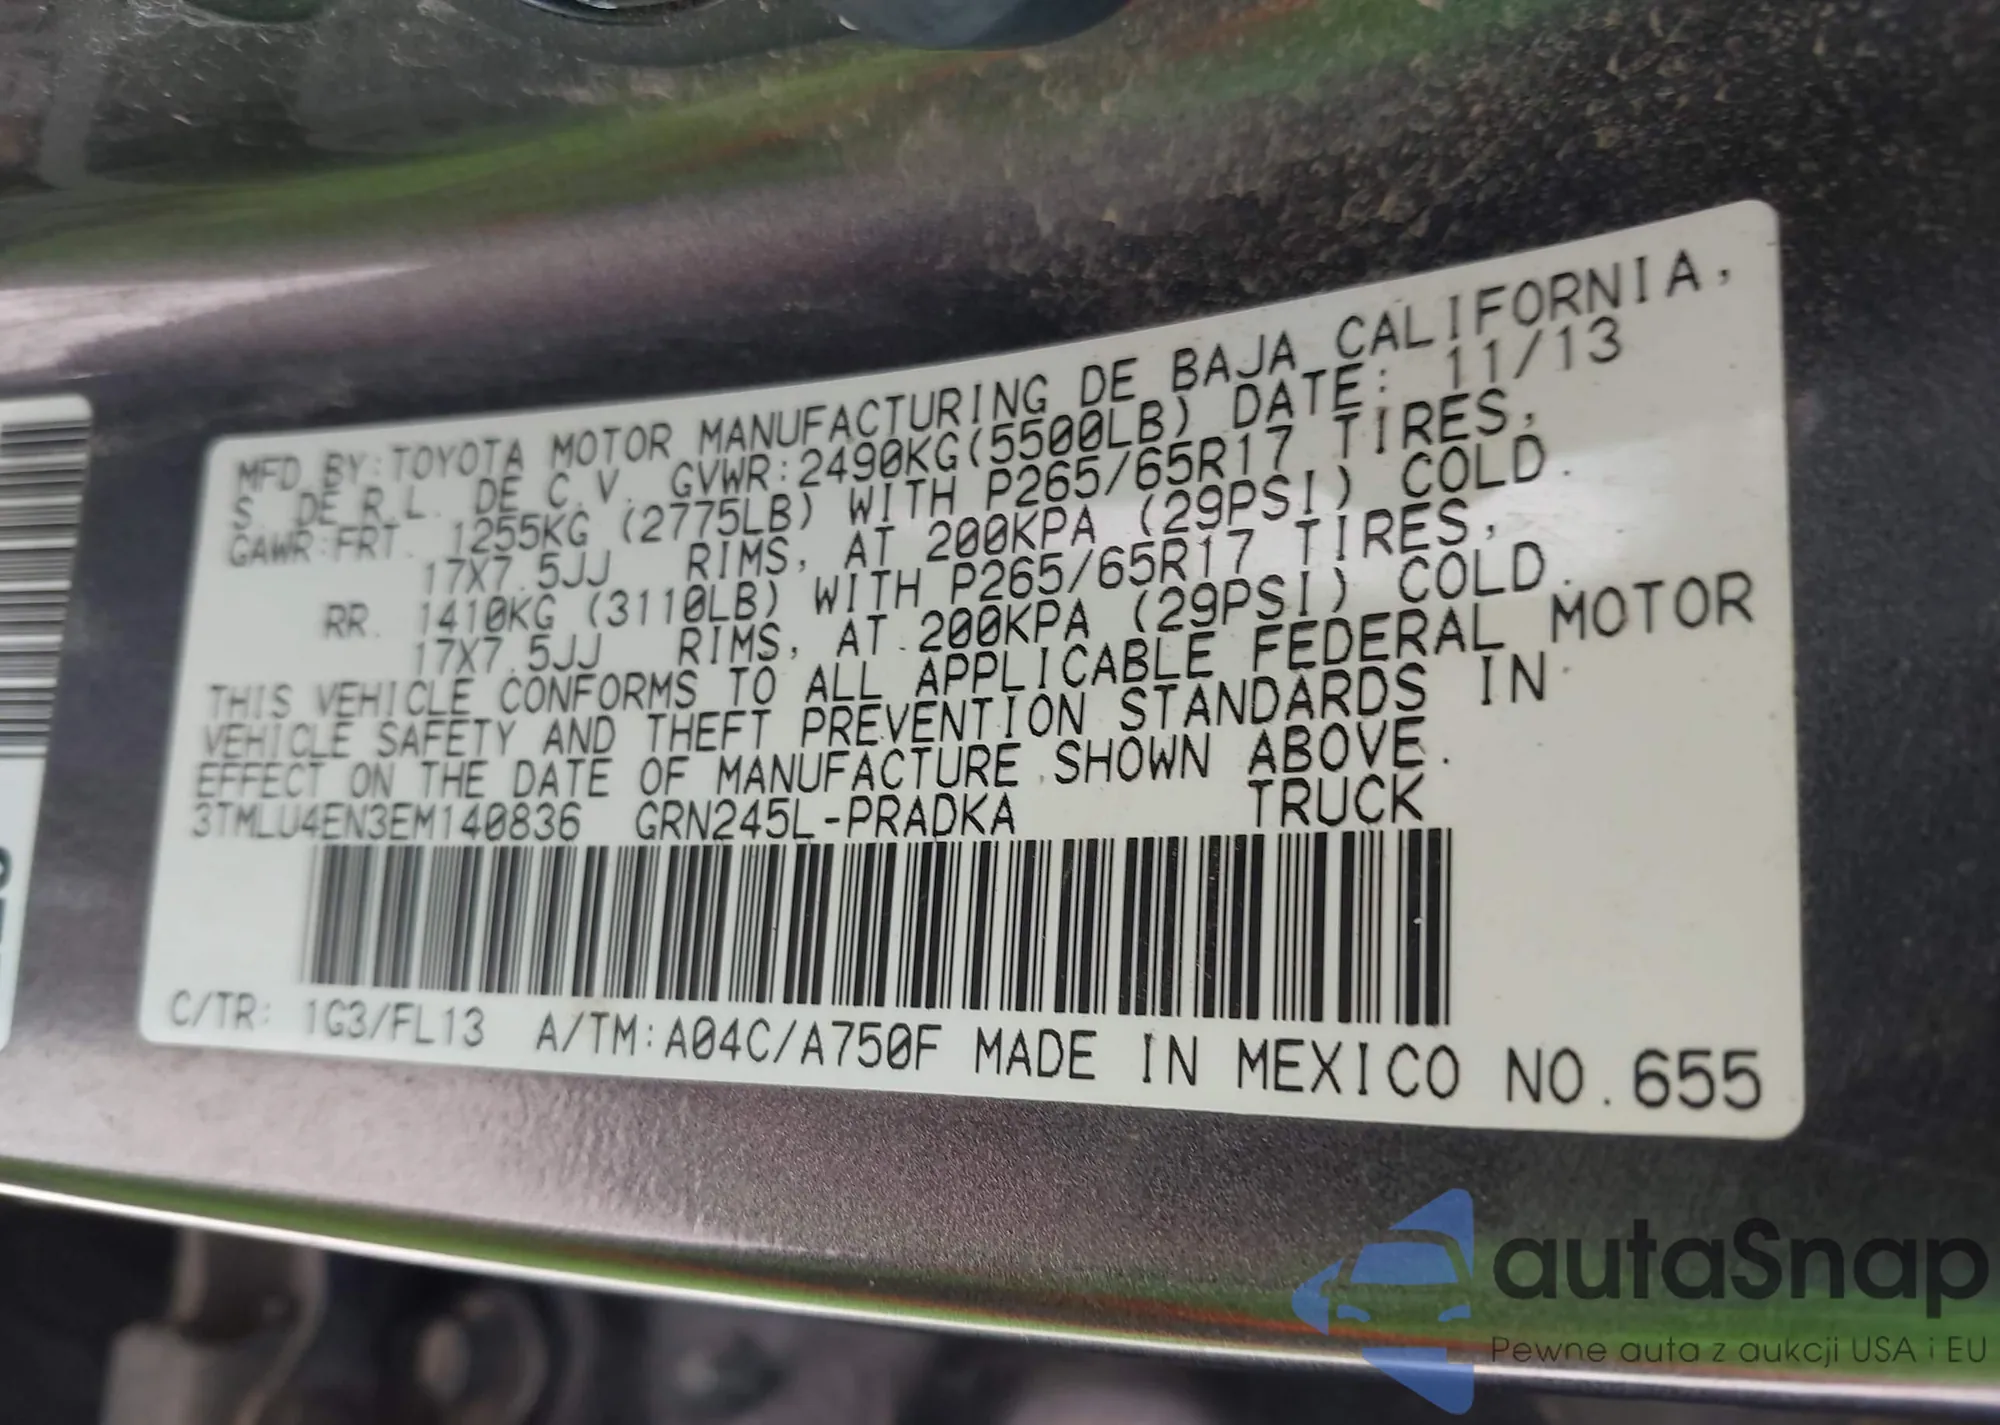 MFD BY:TOYOTA MOTOR MANUFACTURING DE BAJA CALIFORNIA,
S. DE R.L. DE C.V. GVWR:2490KG(5500LB) DATE: 11/13
GAWR:FRT. 1255KG (2775LB) WITH P265/65R17 TIRES,
17X7.5JJ RIMS, AT 200KPA (29PSI) COLD.
RR. 1410KG (3110LB) WITH P265/65R17 TIRES,
17X7.5JJ RIMS, AT 200KPA (29PSI) COLD.
THIS VEHICLE CONFORMS TO ALL APPLICABLE FEDERAL MOTOR
VEHICLE SAFETY AND THEFT PREVENTION STANDARDS IN
EFFECT ON THE DATE OF MANUFACTURE SHOWN ABOVE.
3TMLU4EN3EM140836 GRN245L-PRADKA TRUCK
C/TR: 1G3/FL13 A/TM:A04C/A750F MADE IN MEXICO NO.655
autaSnap
Pewne auta z aukcji USA i EU